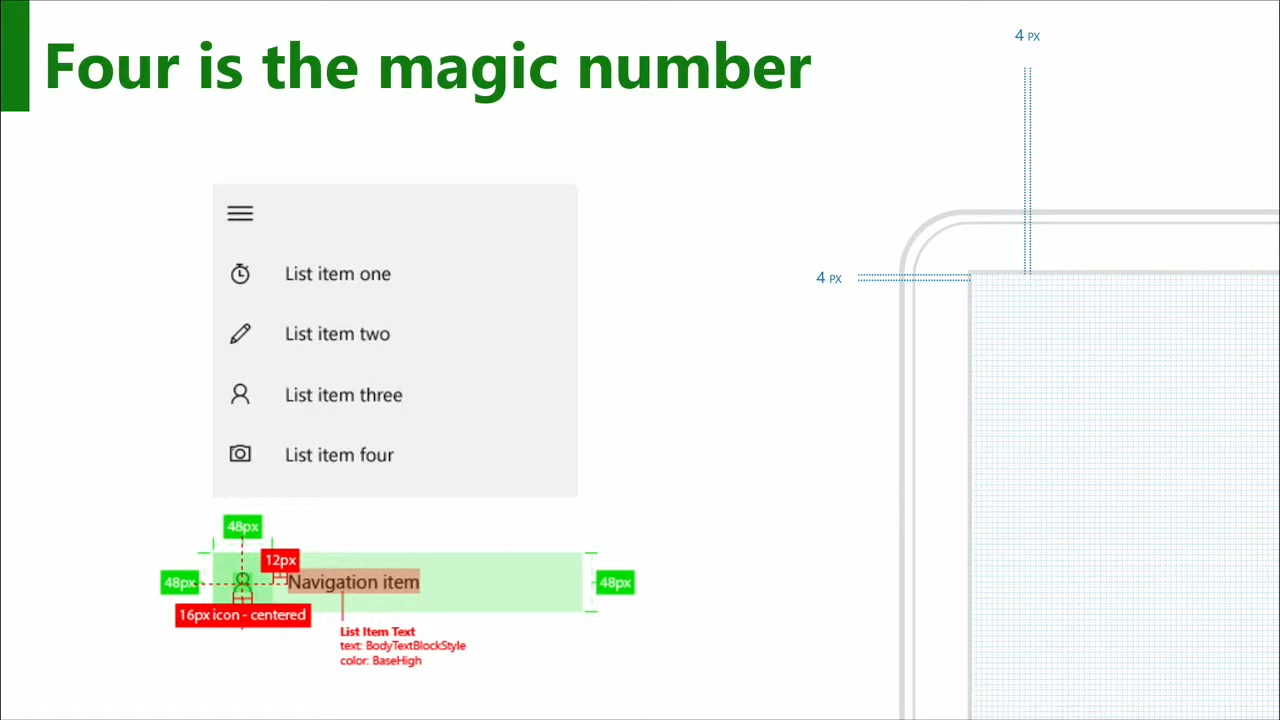 Four is the magic number
4 PX
4 PX
List item one
List item two
List item three
List item four
48px
12px
48px
Navigation item
48px
16px icon - centered
List Item Text
text: BodyTextBlockStyle
color: BaseHigh